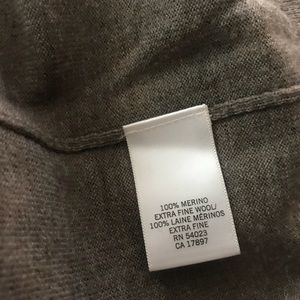 100% MERINO
EXTRA FINE WOOL/
100% LAINE MÉRINOS
EXTRA FINE
RN 54023
CA 17897